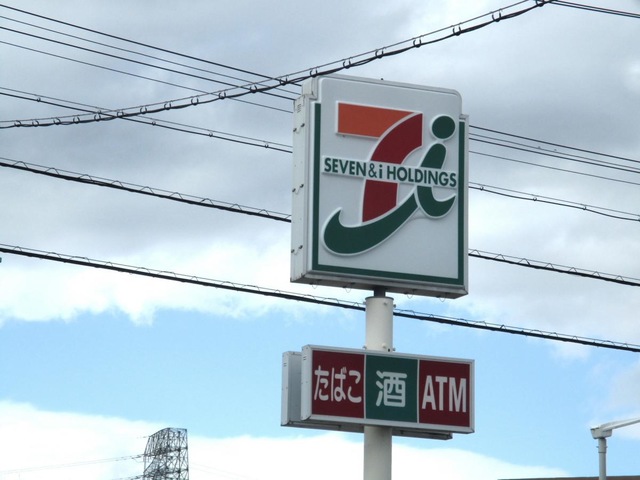 SEVEN & i HOLDINGS
たばこ 酒 ATM